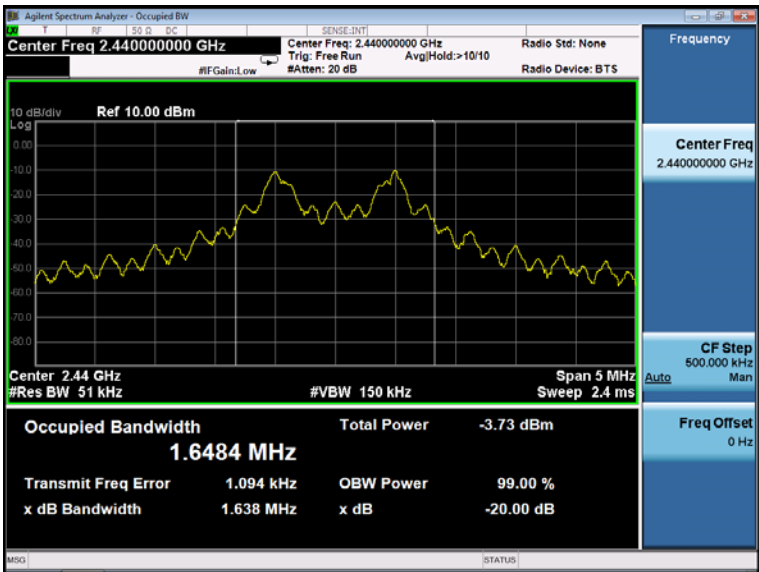 Agilent Spectrum Analyzer - Occupied BW
LXI T RF 50 Ω DC SENSE:INT
Center Freq 2.440000000 GHz
Center Freq: 2.440000000 GHz
Radio Std: None
Trig: Free Run Avg|Hold:>10/10
#IFGain:Low
#Atten: 20 dB
Radio Device: BTS
Frequency
10 dB/div Ref 10.00 dBm
Log
0.00
-10.0
-20.0
-30.0
-40.0
-50.0
-60.0
-70.0
-80.0
Center Freq
2.440000000 GHz
Center 2.44 GHz Span 5 MHz
#Res BW 51 kHz #VBW 150 kHz Sweep 2.4 ms
CF Step
500.000 kHz
Auto Man
Occupied Bandwidth Total Power -3.73 dBm
1.6484 MHz
Transmit Freq Error 1.094 kHz OBW Power 99.00 %
x dB Bandwidth 1.638 MHz x dB -20.00 dB
Freq Offset
0 Hz
MSG STATUS